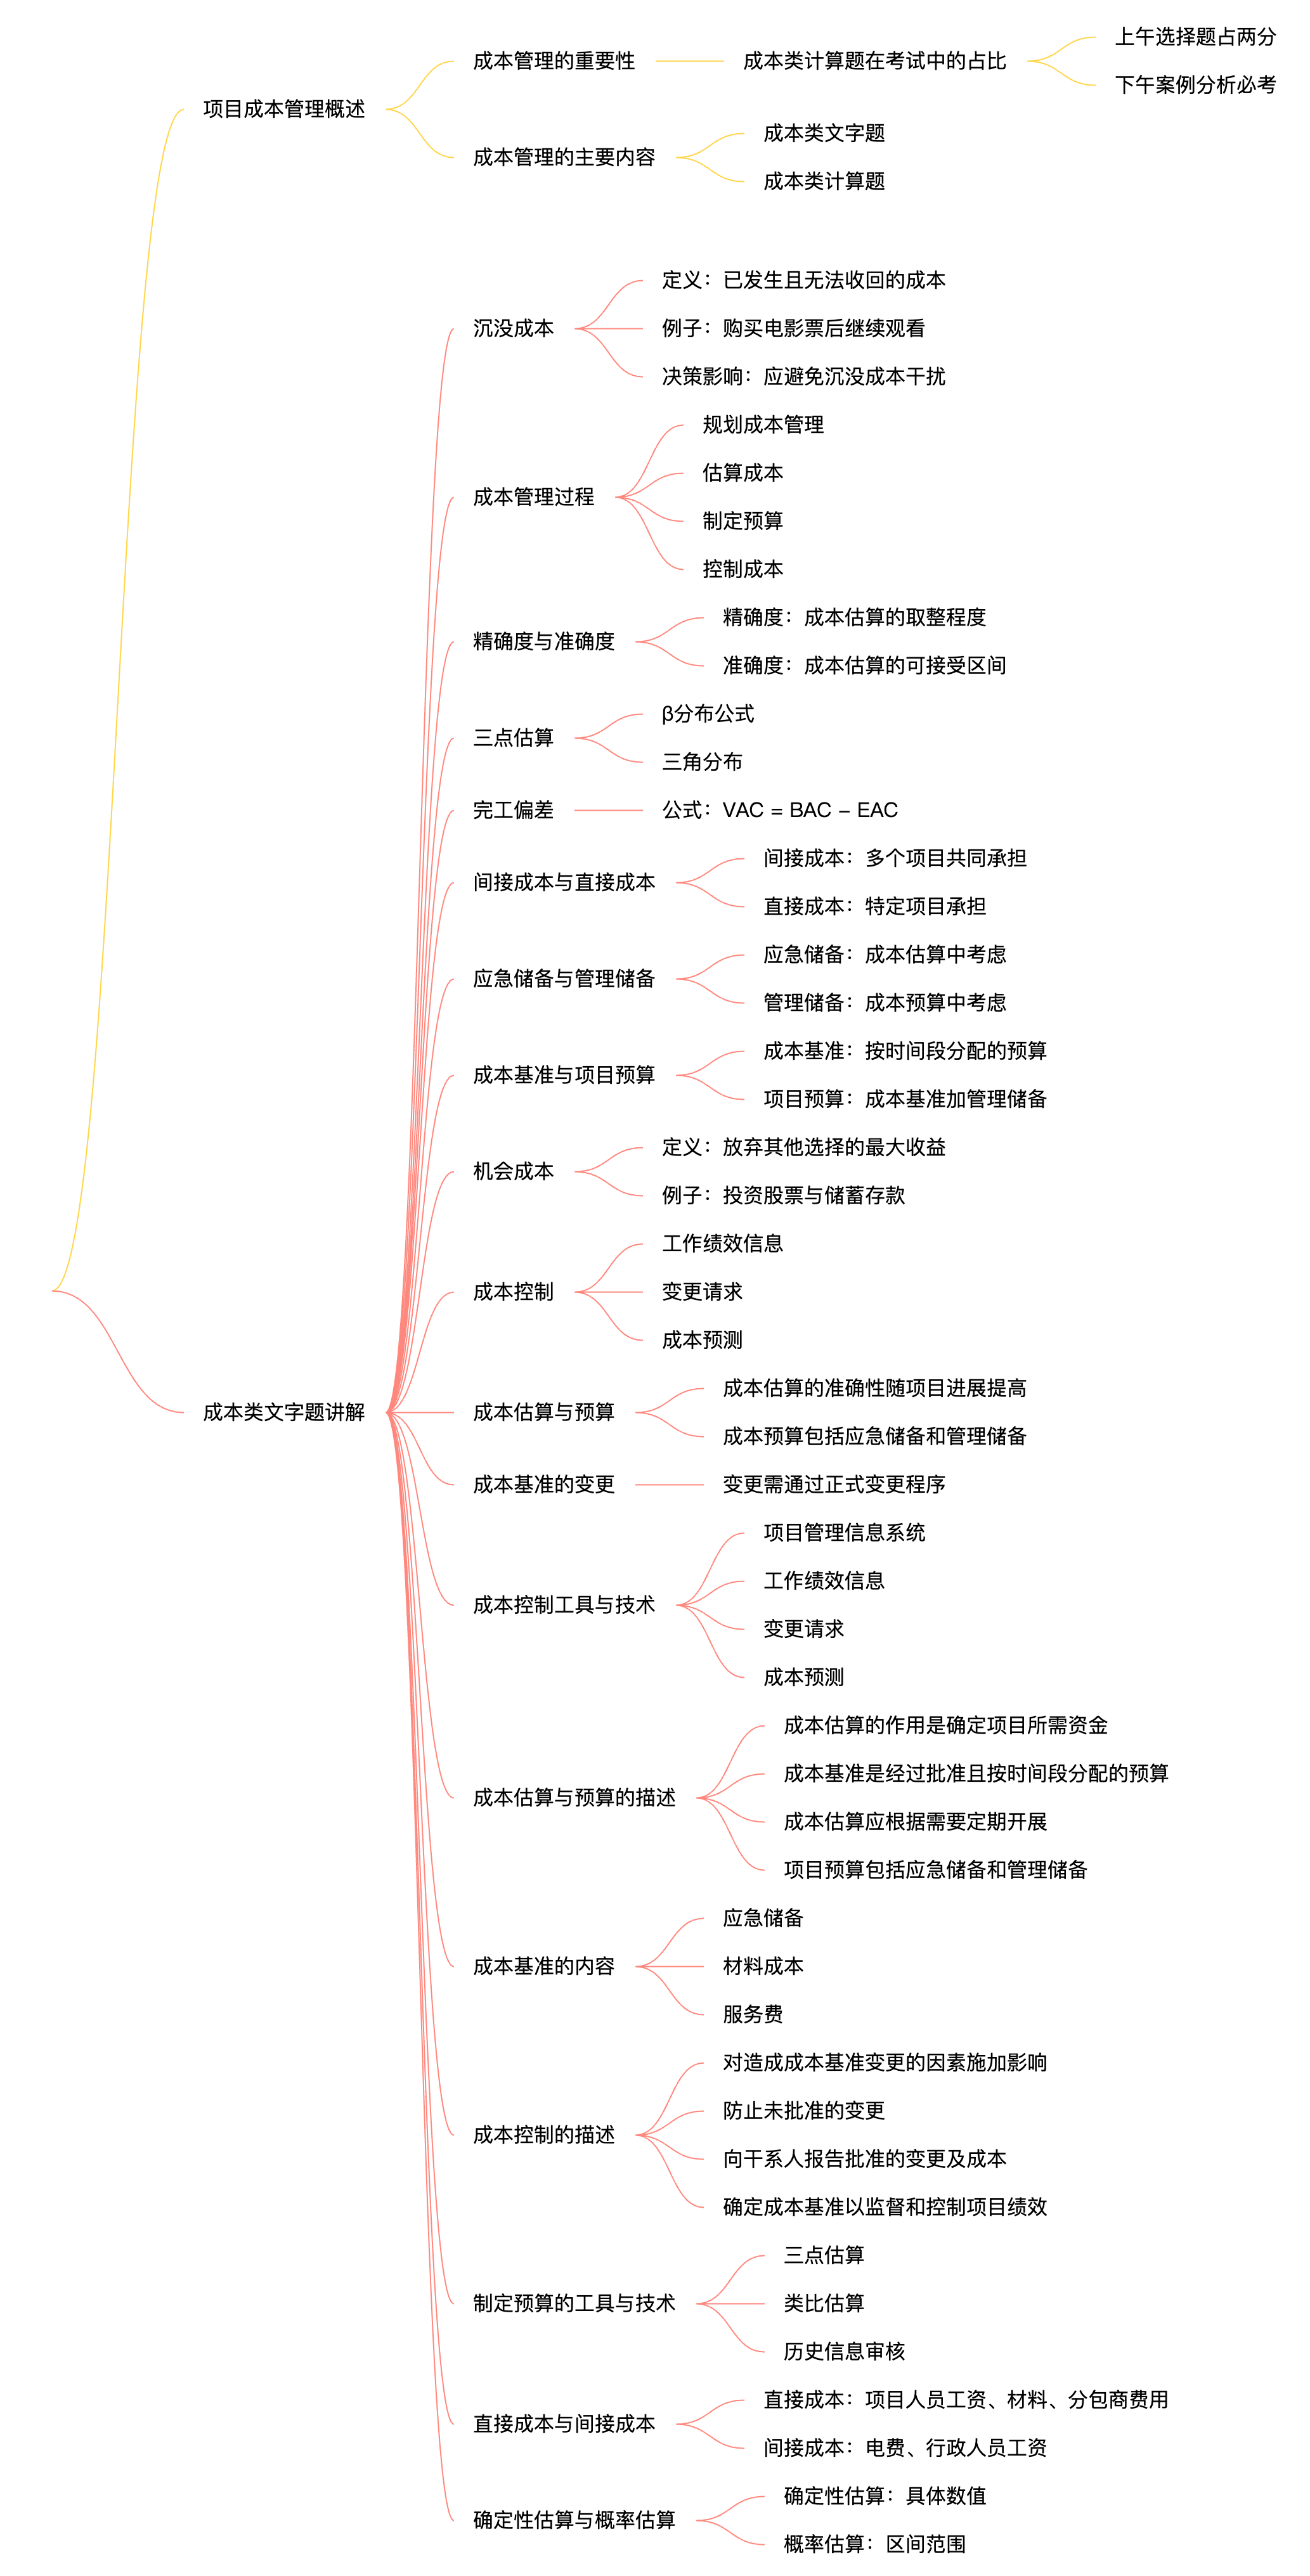 项目成本管理概述
成本管理的重要性
成本类计算题在考试中的占比
上午选择题占两分
下午案例分析必考
成本管理的主要内容
成本类文字题
成本类计算题
成本类文字题讲解
沉没成本
定义：已发生且无法收回的成本
例子：购买电影票后继续观看
决策影响：应避免沉没成本干扰
成本管理过程
规划成本管理
估算成本
制定预算
控制成本
精确度与准确度
精确度：成本估算的取整程度
准确度：成本估算的可接受区间
三点估算
β分布公式
三角分布
完工偏差
公式：VAC = BAC - EAC
间接成本与直接成本
间接成本：多个项目共同承担
直接成本：特定项目承担
应急储备与管理储备
应急储备：成本估算中考虑
管理储备：成本预算中考虑
成本基准与项目预算
成本基准：按时间段分配的预算
项目预算：成本基准加管理储备
机会成本
定义：放弃其他选择的最大收益
例子：投资股票与储蓄存款
成本控制
工作绩效信息
变更请求
成本预测
成本估算与预算
成本估算的准确性随项目进展提高
成本预算包括应急储备和管理储备
成本基准的变更
变更需通过正式变更程序
成本控制工具与技术
项目管理信息系统
工作绩效信息
变更请求
成本预测
成本估算与预算的描述
成本估算的作用是确定项目所需资金
成本基准是经过批准且按时间段分配的预算
成本估算应根据需要定期开展
项目预算包括应急储备和管理储备
成本基准的内容
应急储备
材料成本
服务费
成本控制的描述
对造成成本基准变更的因素施加影响
防止未批准的变更
向干系人报告批准的变更及成本
确定成本基准以监督和控制项目绩效
制定预算的工具与技术
三点估算
类比估算
历史信息审核
直接成本与间接成本
直接成本：项目人员工资、材料、分包商费用
间接成本：电费、行政人员工资
确定性估算与概率估算
确定性估算：具体数值
概率估算：区间范围